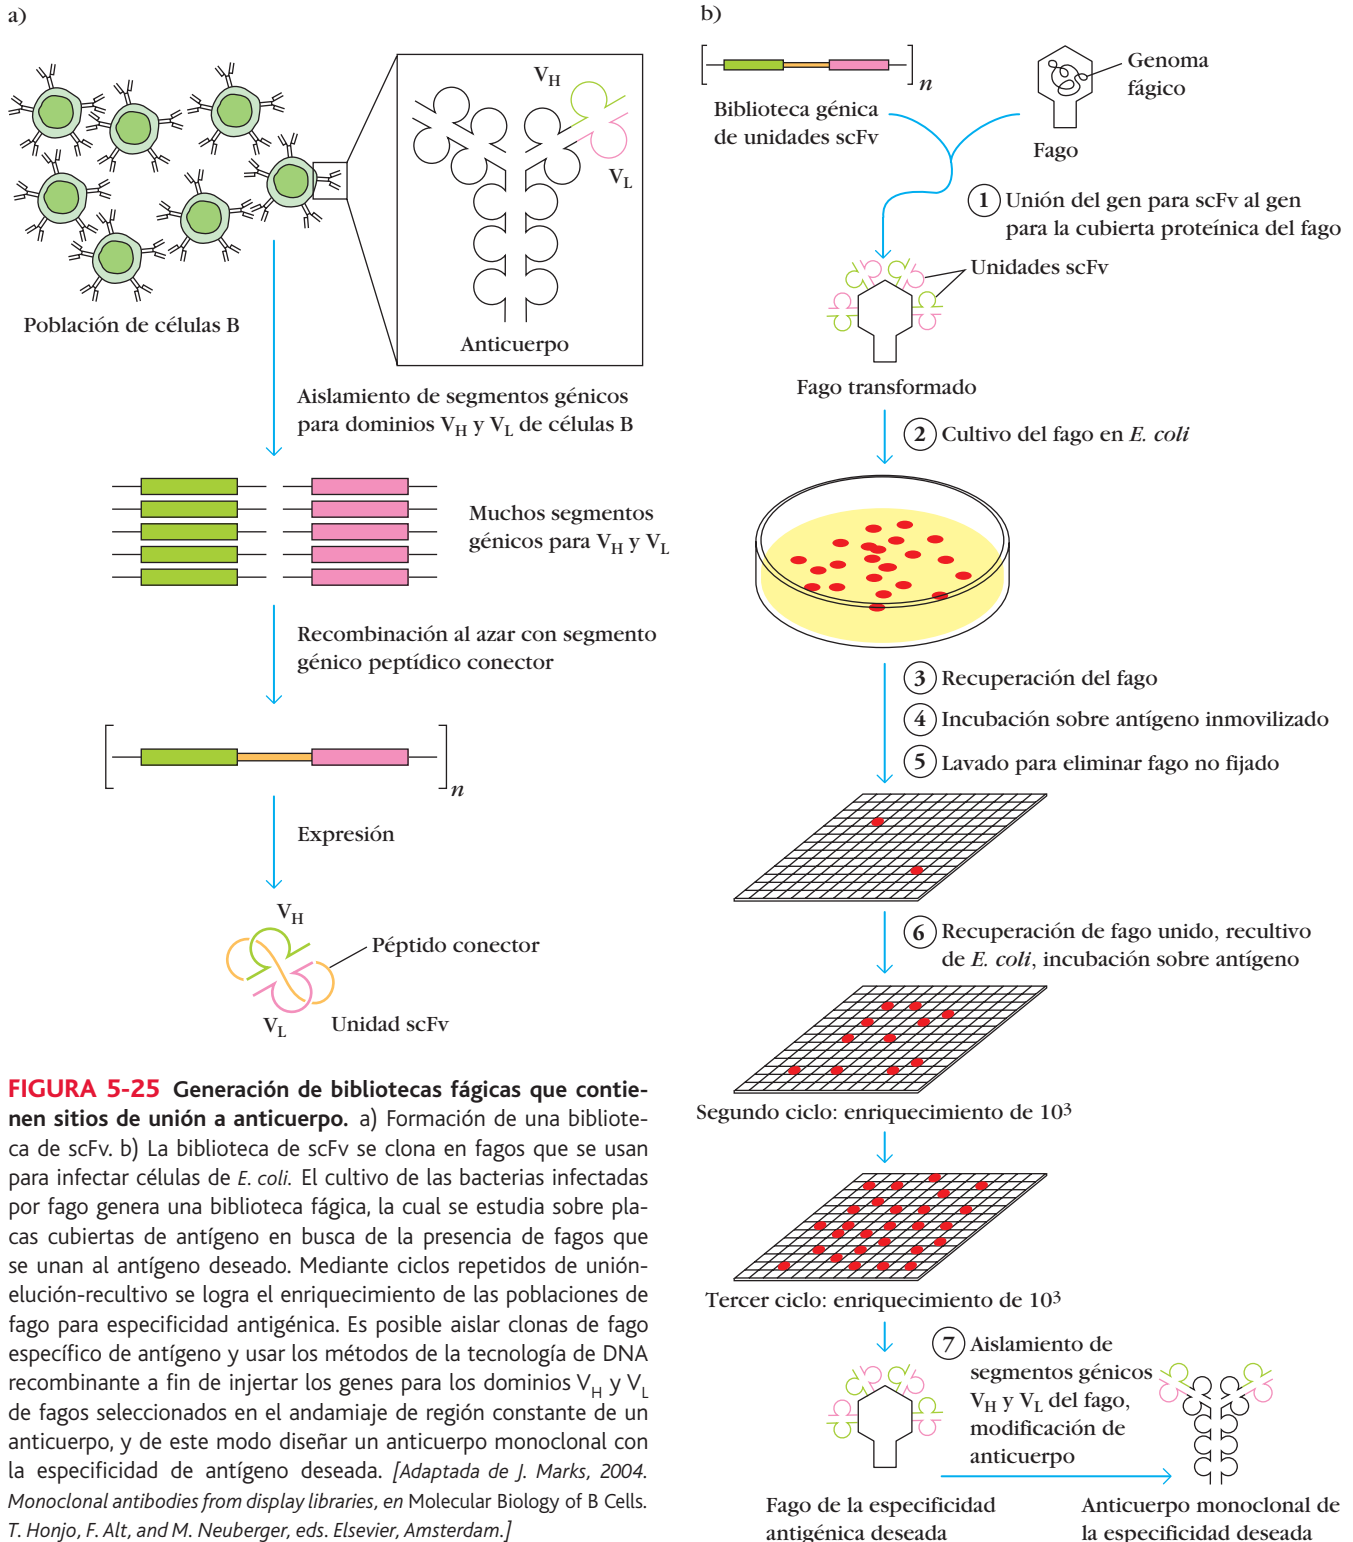 a)
V_H
V_L
Anticuerpo
Población de células B
Aislamiento de segmentos génicos
para dominios V_H y V_L de células B
Muchos segmentos
génicos para V_H y V_L
Recombinación al azar con segmento
génico peptídico conector
n
Expresión
V_H
Péptido conector
V_L
Unidad scFv
FIGURA 5-25 Generación de bibliotecas fágicas que contie-
nen sitios de unión a anticuerpo. a) Formación de una bibliote-
ca de scFv. b) La biblioteca de scFv se clona en fagos que se usan
para infectar células de E. coli. El cultivo de las bacterias infectadas
por fago genera una biblioteca fágica, la cual se estudia sobre pla-
cas cubiertas de antígeno en busca de la presencia de fagos que
se unan al antígeno deseado. Mediante ciclos repetidos de unión-
elución-recultivo se logra el enriquecimiento de las poblaciones de
fago para especificidad antigénica. Es posible aislar clonas de fago
específico de antígeno y usar los métodos de la tecnología de DNA
recombinante a fin de injertar los genes para los dominios V_H y V_L
de fagos seleccionados en el andamiaje de región constante de un
anticuerpo, y de este modo diseñar un anticuerpo monoclonal con
la especificidad de antígeno deseada. [Adaptada de J. Marks, 2004.
Monoclonal antibodies from display libraries, en Molecular Biology of B Cells.
T. Honjo, F. Alt, and M. Neuberger, eds. Elsevier, Amsterdam.]
b)
n
Biblioteca génica
de unidades scFv
Genoma
fágico
Fago
1 Unión del gen para scFv al gen
para la cubierta proteínica del fago
Unidades scFv
Fago transformado
2 Cultivo del fago en E. coli
3 Recuperación del fago
4 Incubación sobre antígeno inmovilizado
5 Lavado para eliminar fago no fijado
6 Recuperación de fago unido, recultivo
de E. coli, incubación sobre antígeno
Segundo ciclo: enriquecimiento de 10³
Tercer ciclo: enriquecimiento de 10³
7 Aislamiento de
segmentos génicos
V_H y V_L del fago,
modificación de
anticuerpo
Fago de la especificidad
antigénica deseada
Anticuerpo monoclonal de
la especificidad deseada